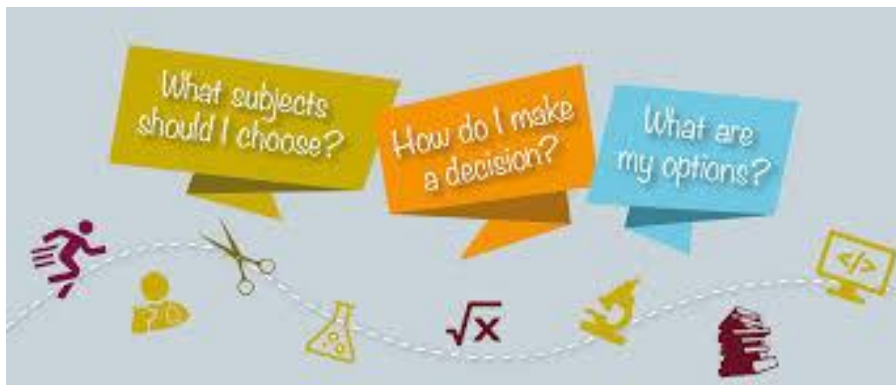 What subjects
should I choose?
How do I make
a decision?
What are
my options?
√x
</>